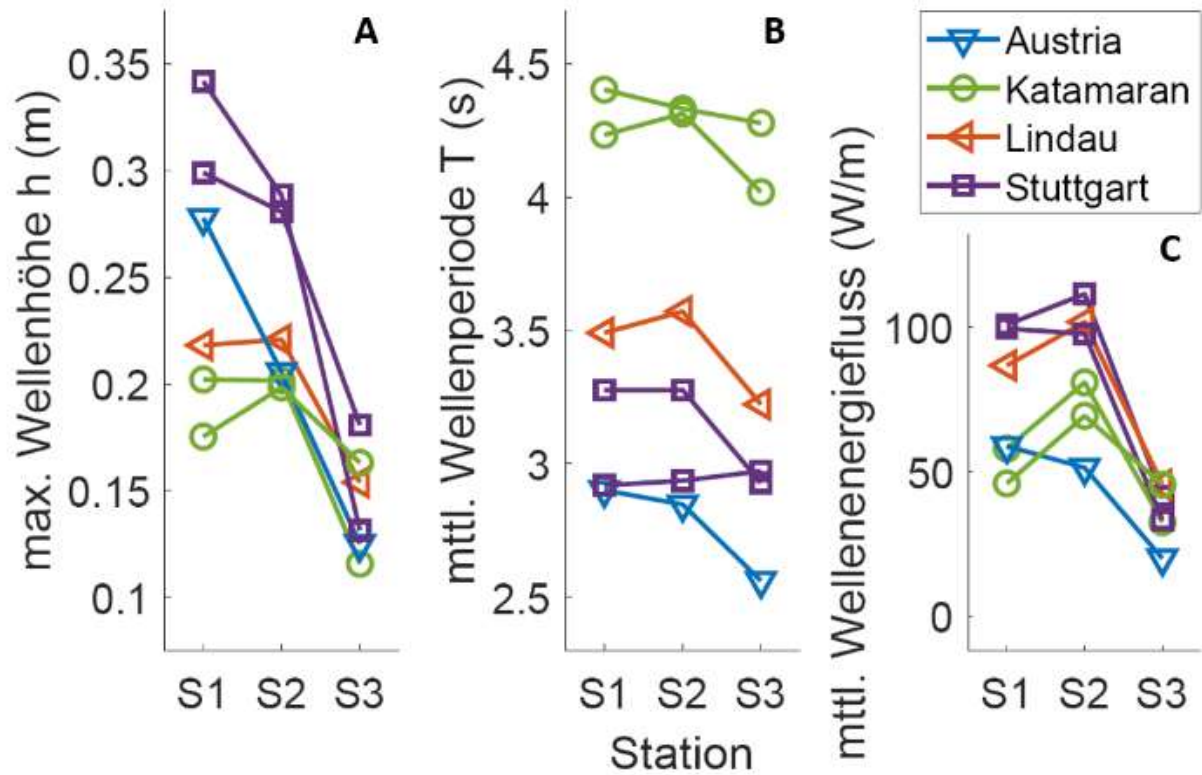 A
max. Wellenhöhe h (m)
0.35
0.3
0.25
0.2
0.15
0.1
S1 S2 S3
B
mttl. Wellenperiode T (s)
4.5
4
3.5
3
2.5
S1 S2 S3
Station
Austria
Katamaran
Lindau
Stuttgart
C
mttl. Wellenenergiefluss (W/m)
100
50
0
S1 S2 S3